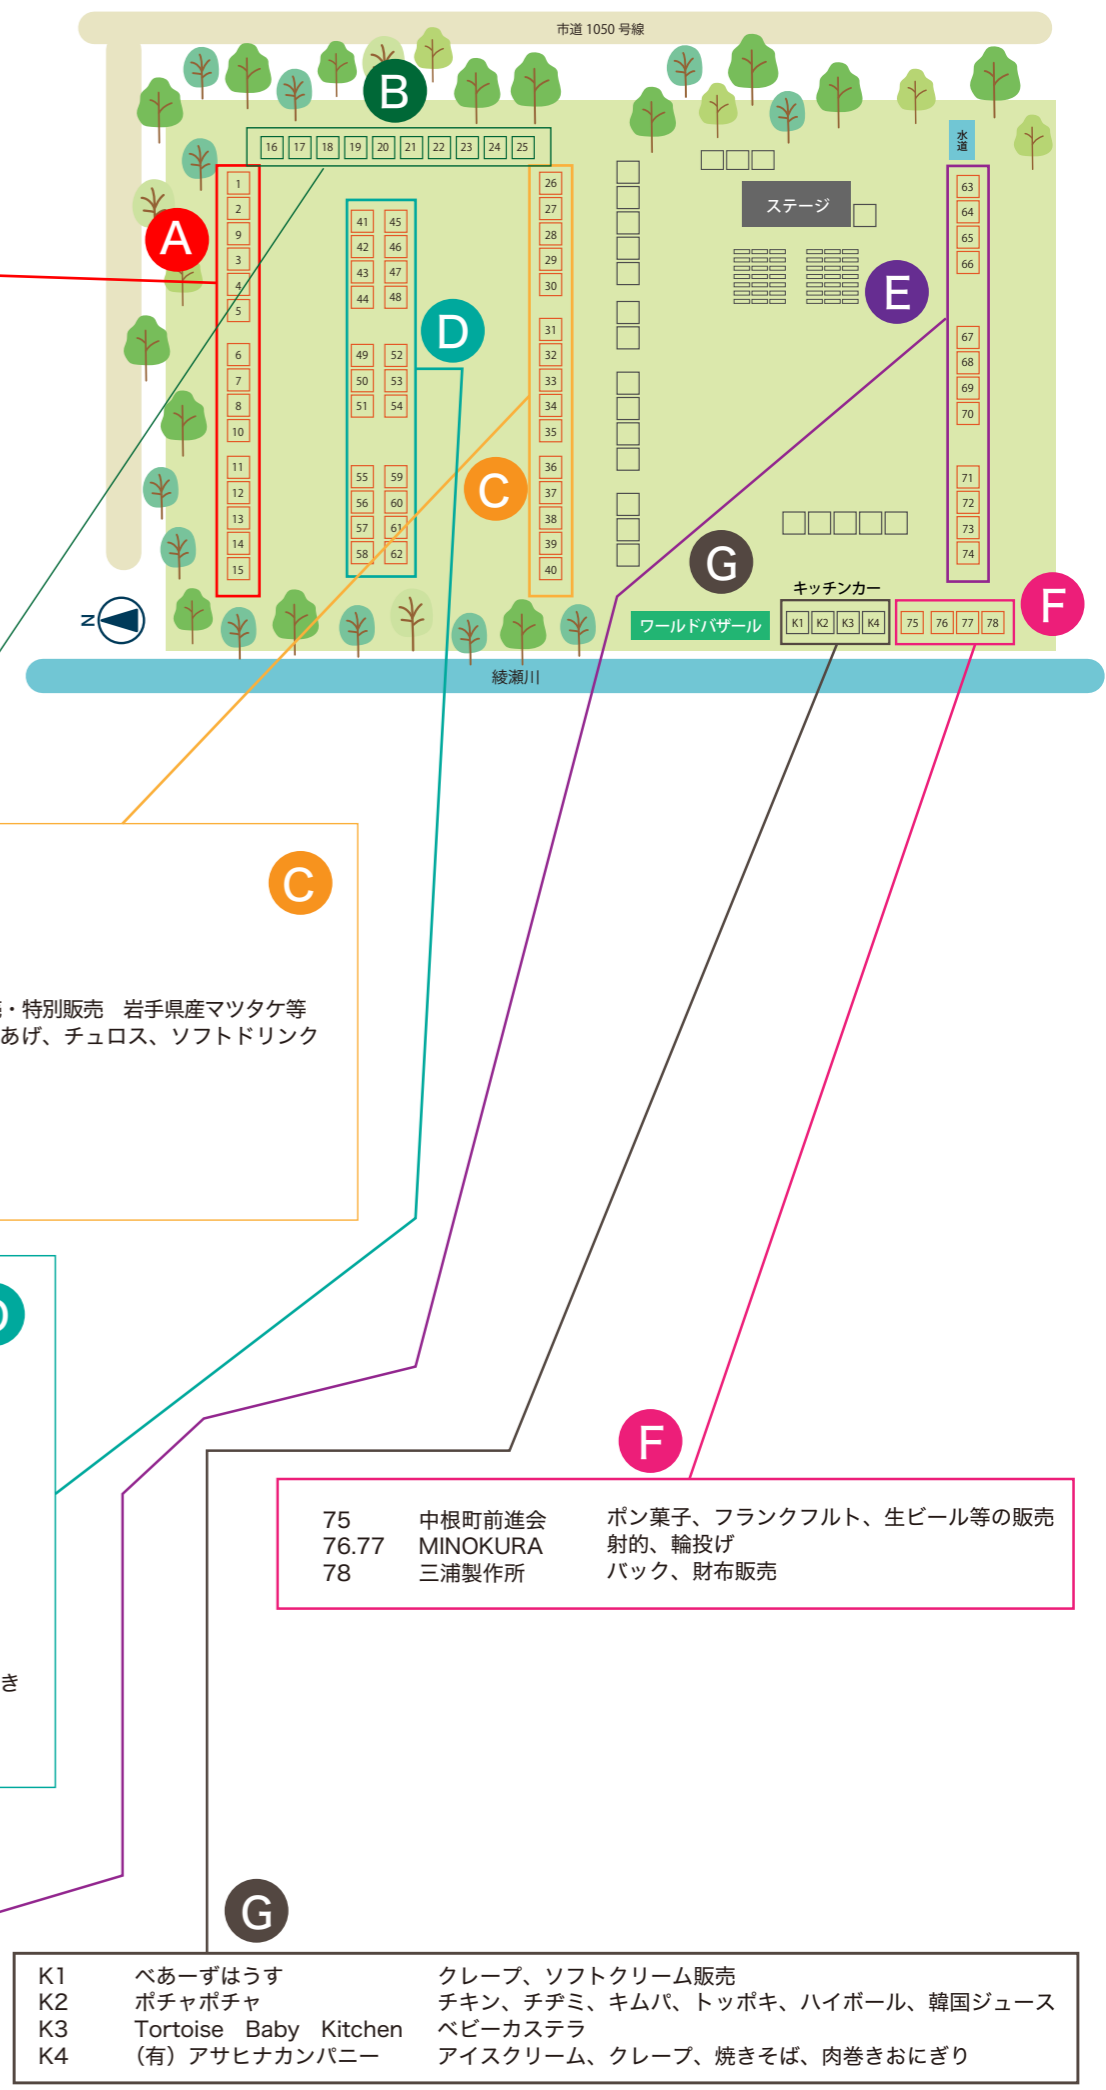 市道 1050 号線
B
水道
16 17 18 19 20 21 22 23 24 25
ステージ
A
1
2
9
3
4
5
6
7
8
10
11
12
13
14
15
41 45
42 46
43 47
44 48
49 52
50 53
51 54
55 59
56 60
57 61
58 62
D
26
27
28
29
30
31
32
33
34
35
36
37
38
39
40
C
E
63
64
65
66
67
68
69
70
71
72
73
74
G
キッチンカー
F
N
ワールドバザール
K1 K2 K3 K4
75 76 77 78
綾瀬川
C
・特別販売 岩手県産マツタケ等
あげ、チュロス、ソフトドリンク
D
き
F
75 中根町前進会 ポン菓子、フランクフルト、生ビール等の販売
76.77 MINOKURA 射的、輪投げ
78 三浦製作所 バック、財布販売
G
K1 べあーずはうす クレープ、ソフトクリーム販売
K2 ポチャポチャ チキン、チヂミ、キムパ、トッポキ、ハイボール、韓国ジュース
K3 Tortoise Baby Kitchen ベビーカステラ
K4 (有)アサヒナカンパニー アイスクリーム、クレープ、焼きそば、肉巻きおにぎり